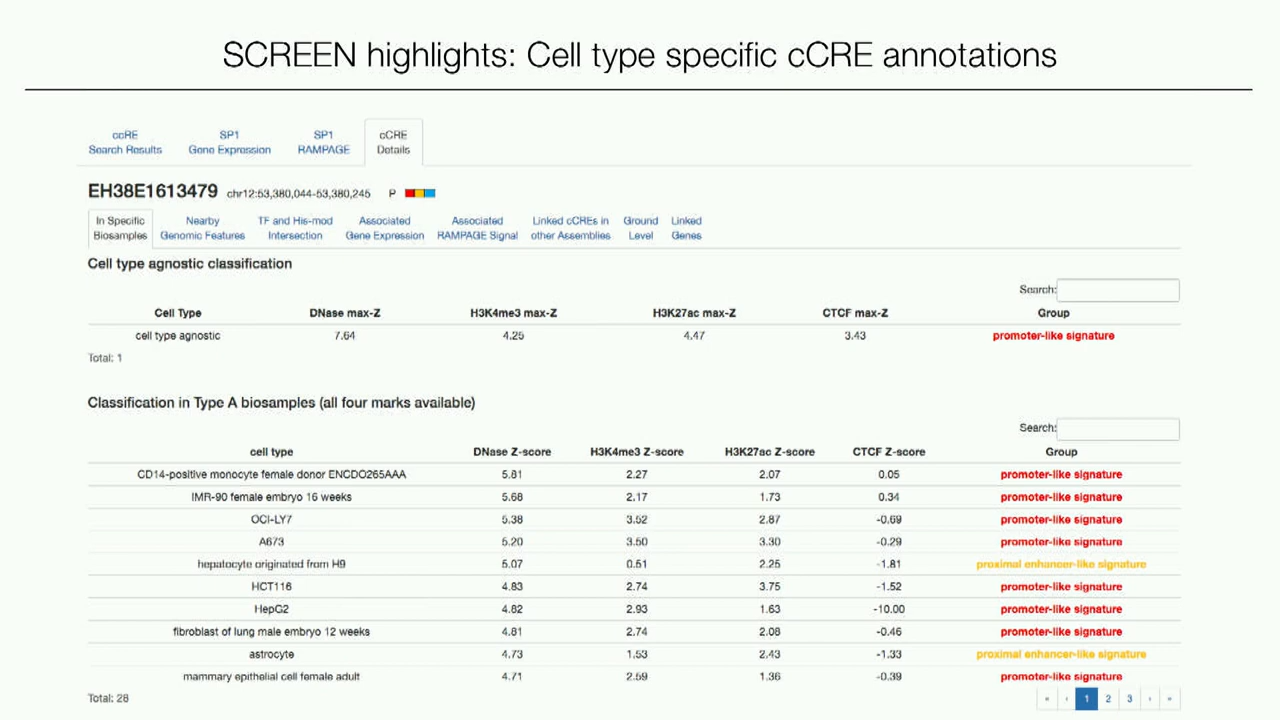 SCREEN highlights: Cell type specific cCRE annotations
ccRE SP1 SP1 cCRE
Search Results Gene Expression RAMPAGE Details
EH38E1613479 chr12:53,380,044-53,380,245 P
In Specific Nearby TF and His-mod Associated Associated Linked cCREs in Ground Linked
Biosamples Genomic Features Intersection Gene Expression RAMPAGE Signal other Assemblies Level Genes
Cell type agnostic classification
Search:
Cell Type DNase max-Z H3K4me3 max-Z H3K27ac max-Z CTCF max-Z Group
cell type agnostic 7.64 4.25 4.47 3.43 promoter-like signature
Total: 1
Classification in Type A biosamples (all four marks available)
Search:
cell type DNase Z-score H3K4me3 Z-score H3K27ac Z-score CTCF Z-score Group
CD14-positive monocyte female donor ENCDO265AAA 5.81 2.27 2.07 0.05 promoter-like signature
IMR-90 female embryo 16 weeks 5.68 2.17 1.73 0.34 promoter-like signature
OCI-LY7 5.38 3.52 2.87 -0.69 promoter-like signature
A673 5.20 3.50 3.30 -0.29 promoter-like signature
hepatocyte originated from H9 5.07 0.51 2.25 -1.81 proximal enhancer-like signature
HCT116 4.83 2.74 3.75 -1.52 promoter-like signature
HepG2 4.82 2.93 1.63 -10.00 promoter-like signature
fibroblast of lung male embryo 12 weeks 4.81 2.74 2.08 -0.46 promoter-like signature
astrocyte 4.73 1.53 2.43 -1.33 proximal enhancer-like signature
mammary epithelial cell female adult 4.71 2.59 1.36 -0.39 promoter-like signature
Total: 28 « ‹ 1 2 3 › »